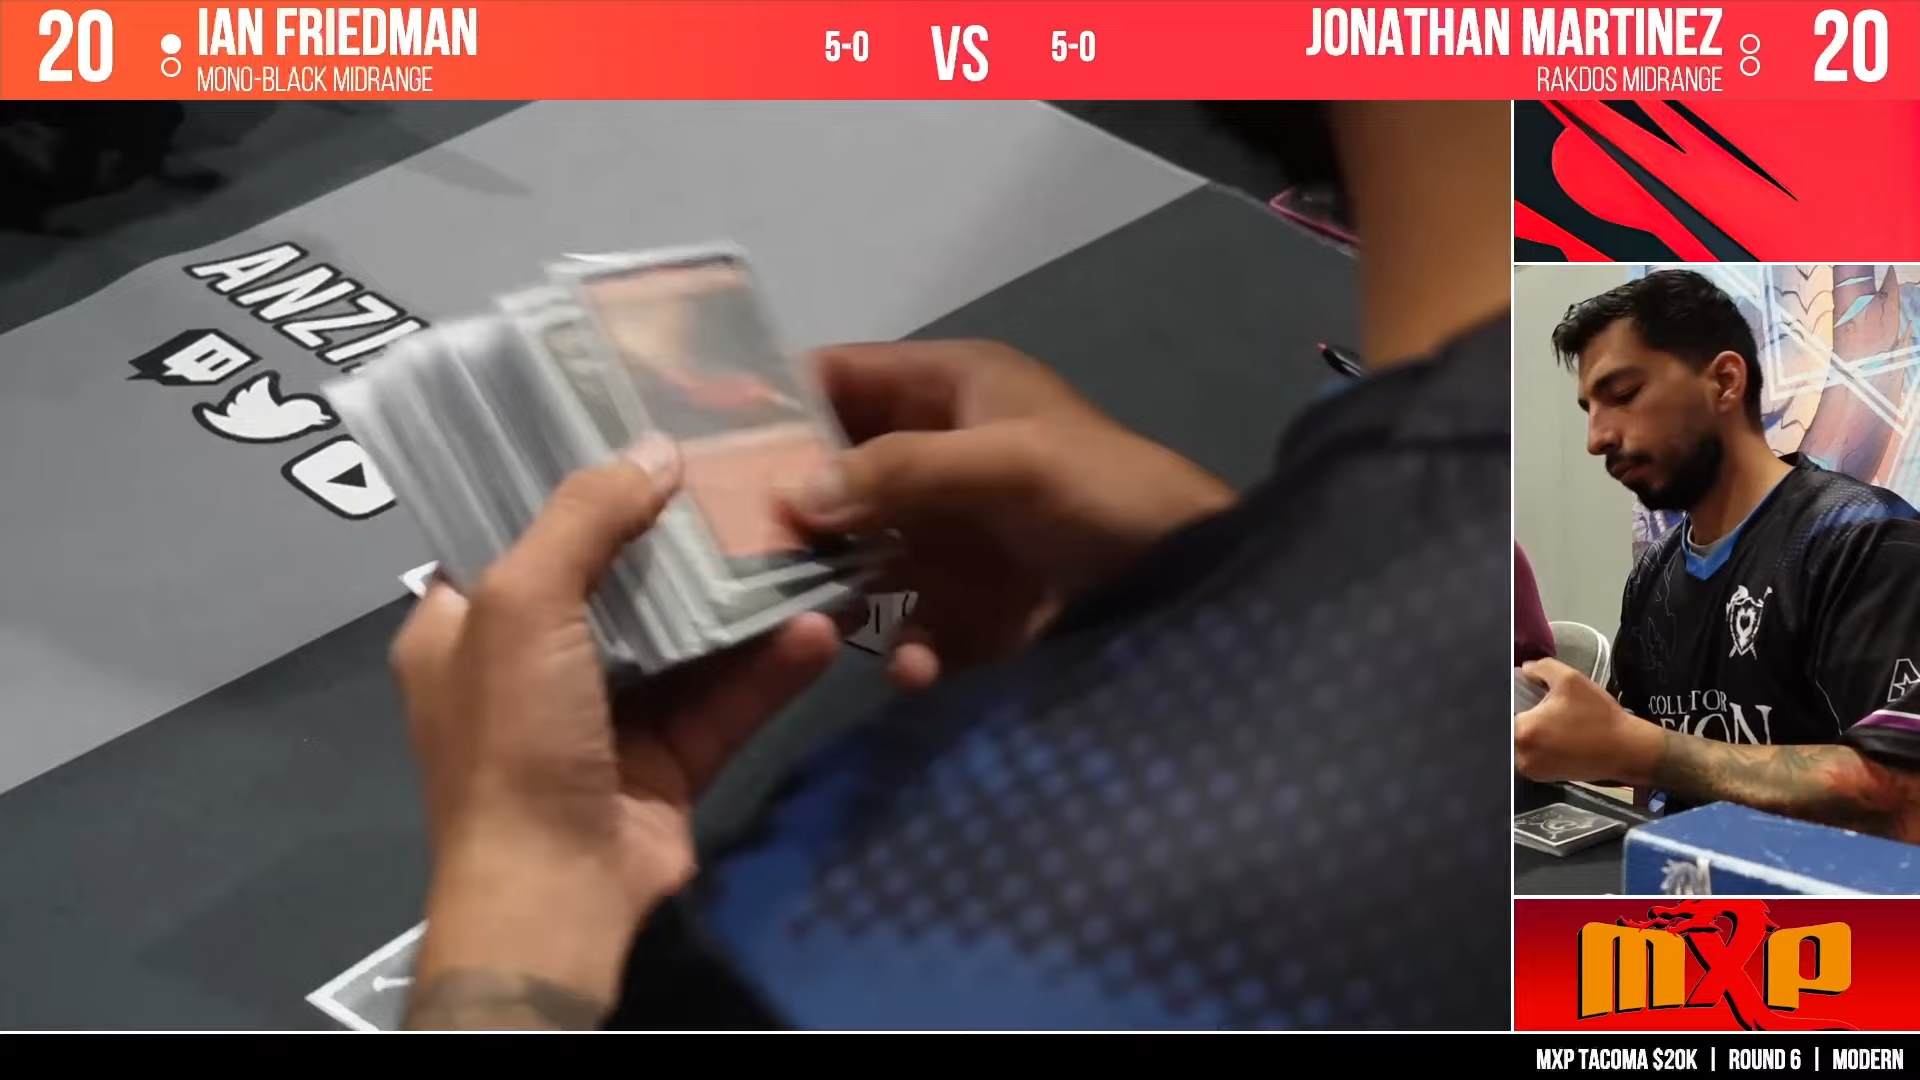 20
IAN FRIEDMAN
MONO-BLACK MIDRANGE
5-0
VS
5-0
JONATHAN MARTINEZ
RAKDOS MIDRANGE
20
MXP
MXP TACOMA $20K | ROUND 6 | MODERN